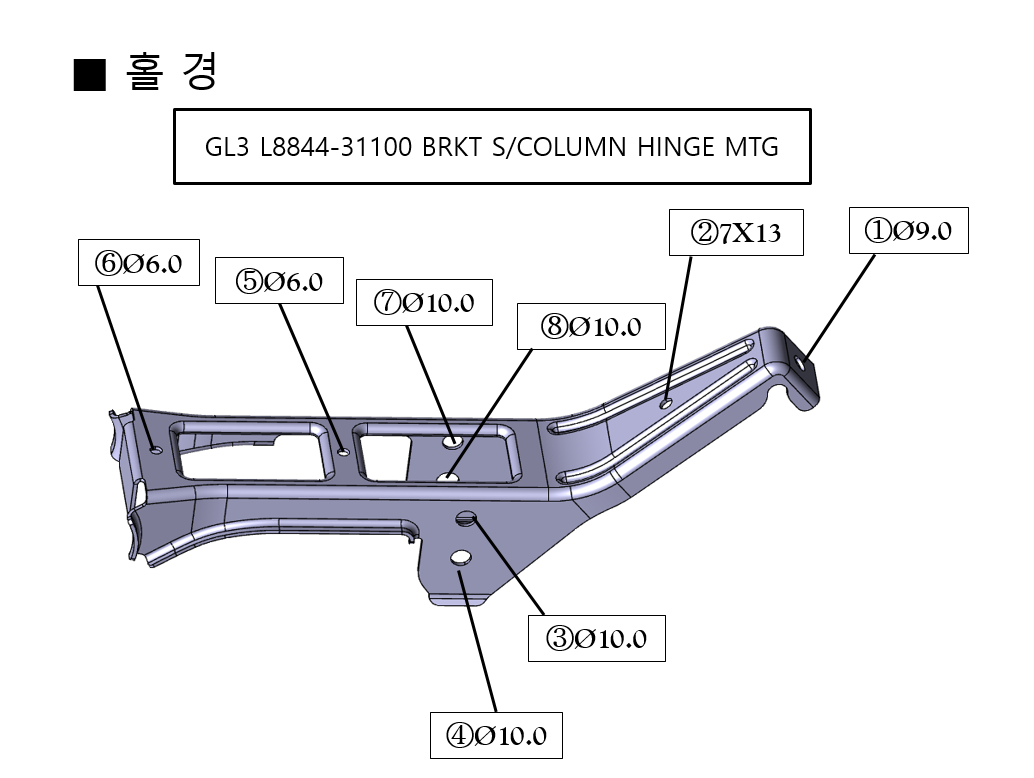 ■ 홀 경
GL3 L8844-31100 BRKT S/COLUMN HINGE MTG
②7X13
①Ø9.0
⑥Ø6.0
⑤Ø6.0
⑦Ø10.0
⑧Ø10.0
③Ø10.0
④Ø10.0